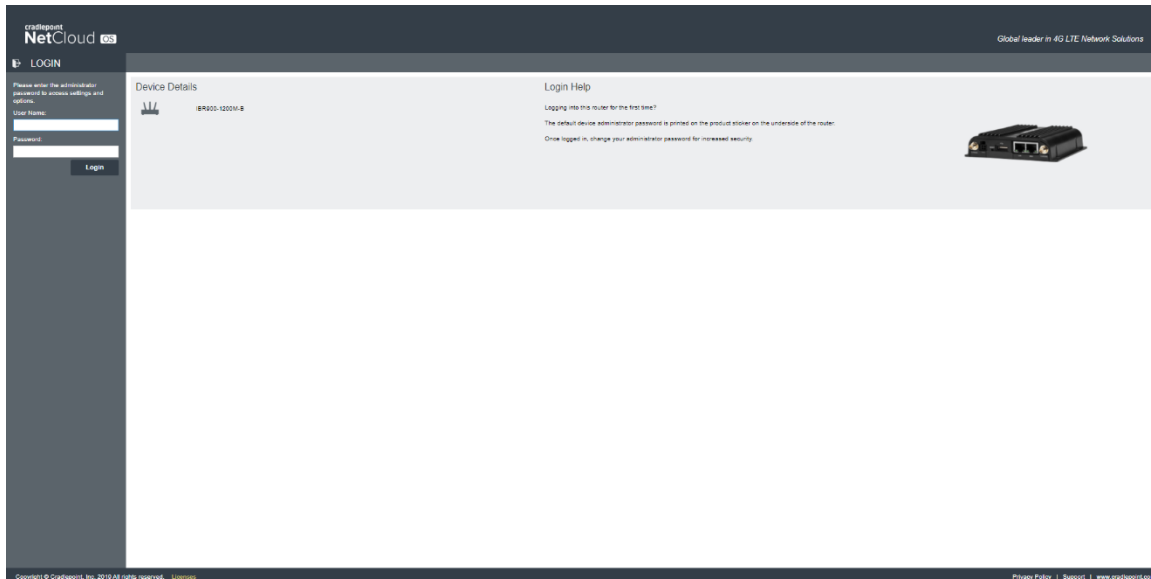 cradlepoint
NetCloud OS
Global leader in 4G LTE Network Solutions
LOGIN
Please enter the administrator
password to access settings and
options.
User Name:
Password:
Login
Device Details
IBR900-1200M-B
Login Help
Logging into this router for the first time?
The default device administrator password is printed on the product sticker on the underside of the router.
Once logged in, change your administrator password for increased security.
Copyright © Cradlepoint, Inc. 2019 All rights reserved. Licenses
Privacy Policy | Support | www.cradlepoint.co